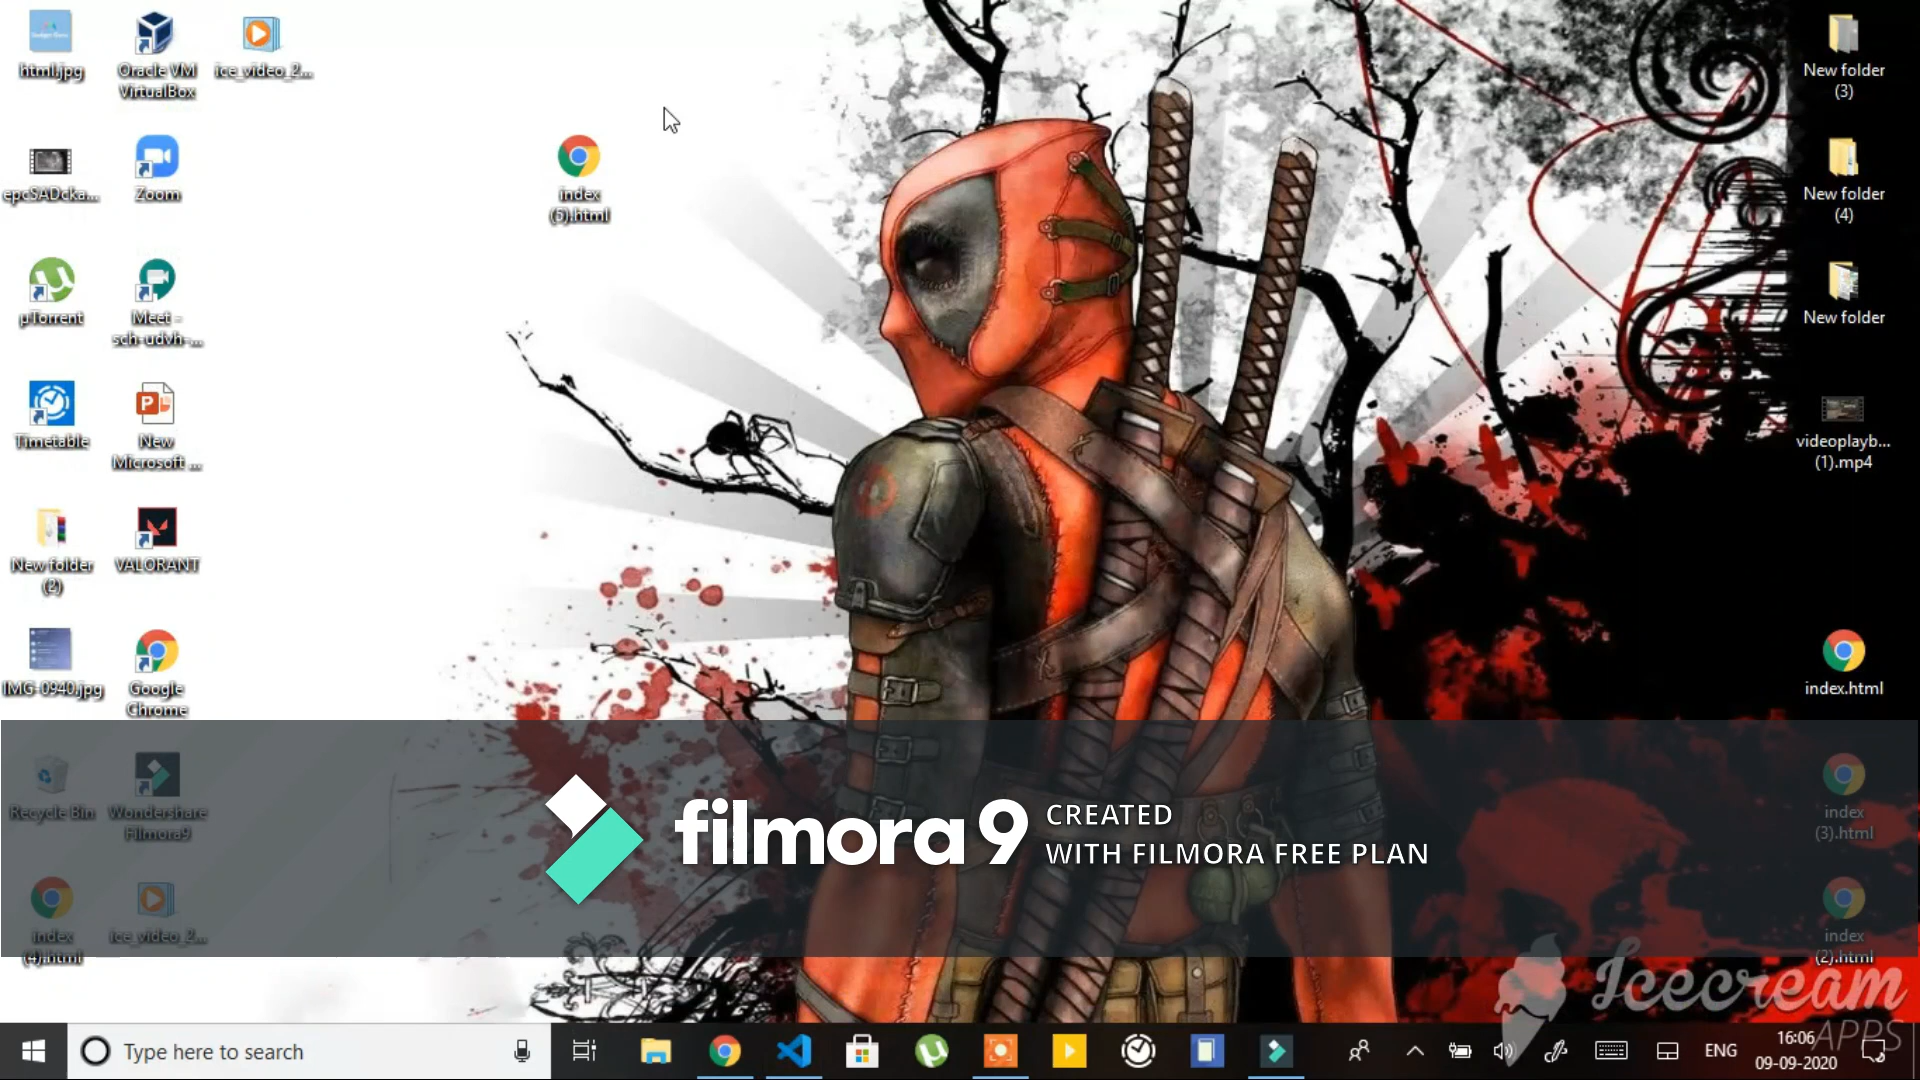 html.jpg
Oracle VM
VirtualBox
ice_video_2...
epcSADcka...
Zoom
index
(5).html
µTorrent
Meet -
sch-udvh-...
Timetable
New
Microsoft ...
New folder
(2)
VALORANT
IMG-0940.jpg
Google
Chrome
Recycle Bin
Wondershare
Filmora9
index
(4).html
ice_video_2...
New folder
(3)
New folder
(4)
New folder
videoplayb...
(1).mp4
index.html
index
(3).html
index
(2).html
filmora9
CREATED
WITH FILMORA FREE PLAN
Icecream
APPS
Type here to search
ENG
16:06
09-09-2020